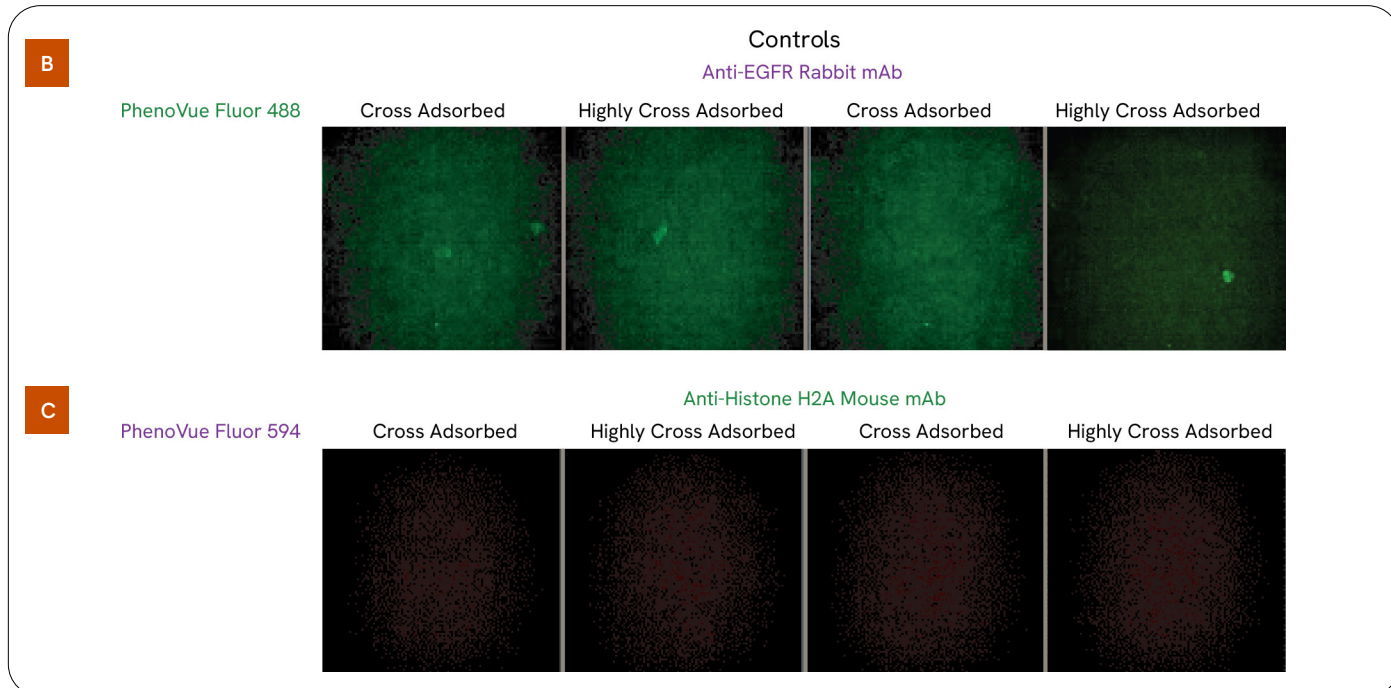 B
Controls
Anti-EGFR Rabbit mAb
PhenoVue Fluor 488 Cross Adsorbed Highly Cross Adsorbed Cross Adsorbed Highly Cross Adsorbed
C
Anti-Histone H2A Mouse mAb
PhenoVue Fluor 594 Cross Adsorbed Highly Cross Adsorbed Cross Adsorbed Highly Cross Adsorbed